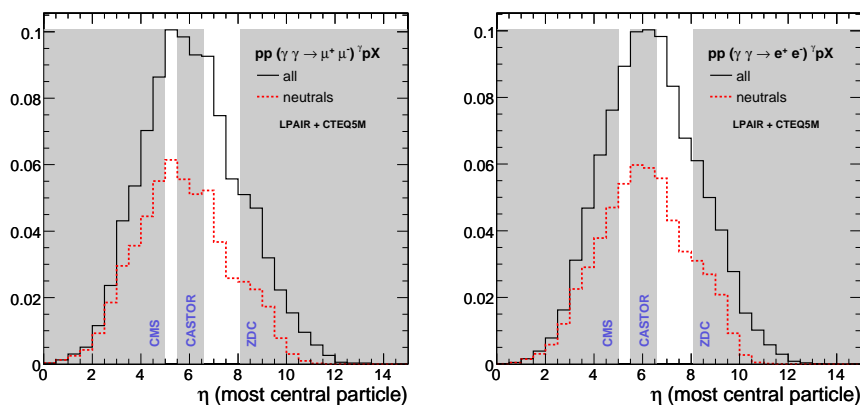 0.1
0.08
0.06
0.04
0.02
0
pp (γ γ → μ⁺ μ⁻) ᵞpX
all
neutrals
LPAIR + CTEQ5M
CMS
CASTOR
ZDC
0 2 4 6 8 10 12 14
η (most central particle)
0.1
0.08
0.06
0.04
0.02
0
pp (γ γ → e⁺ e⁻) ᵞpX
all
neutrals
LPAIR + CTEQ5M
CMS
CASTOR
ZDC
0 2 4 6 8 10 12 14
η (most central particle)